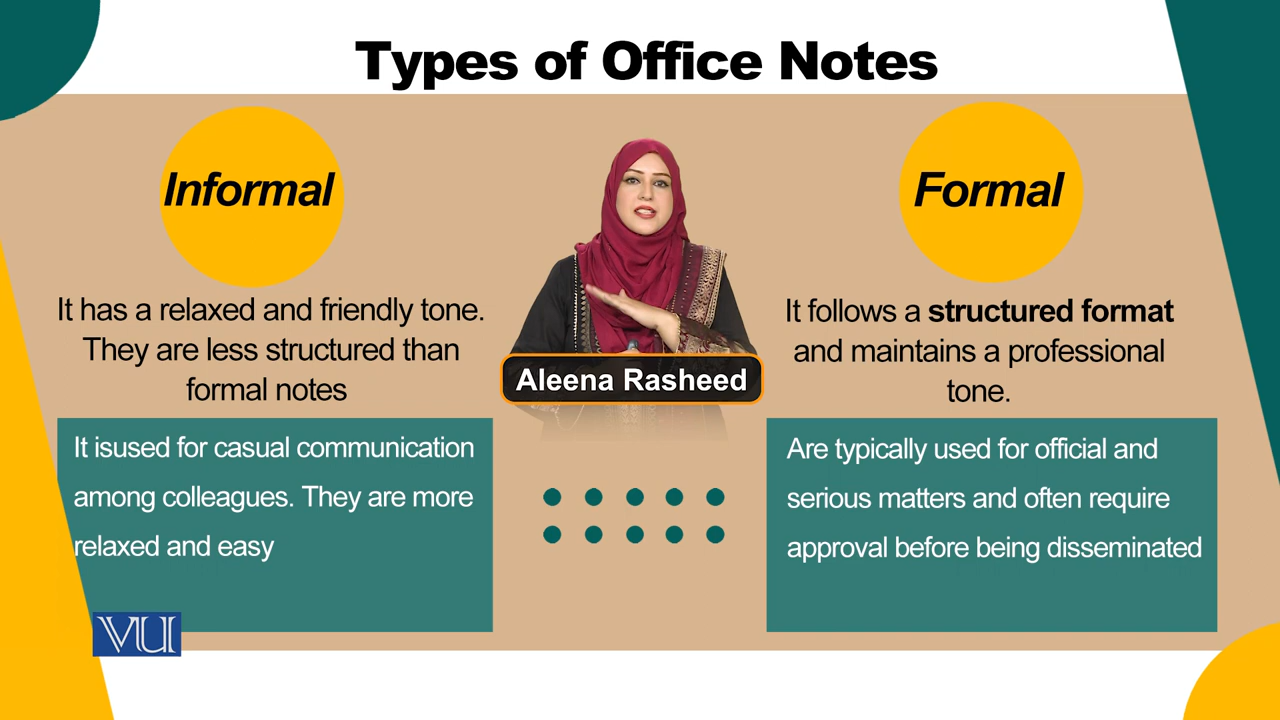 Types of Office Notes
Informal
It has a relaxed and friendly tone.
They are less structured than
formal notes
It isused for casual communication
among colleagues. They are more
relaxed and easy
Aleena Rasheed
Formal
It follows a structured format
and maintains a professional
tone.
Are typically used for official and
serious matters and often require
approval before being disseminated
VU